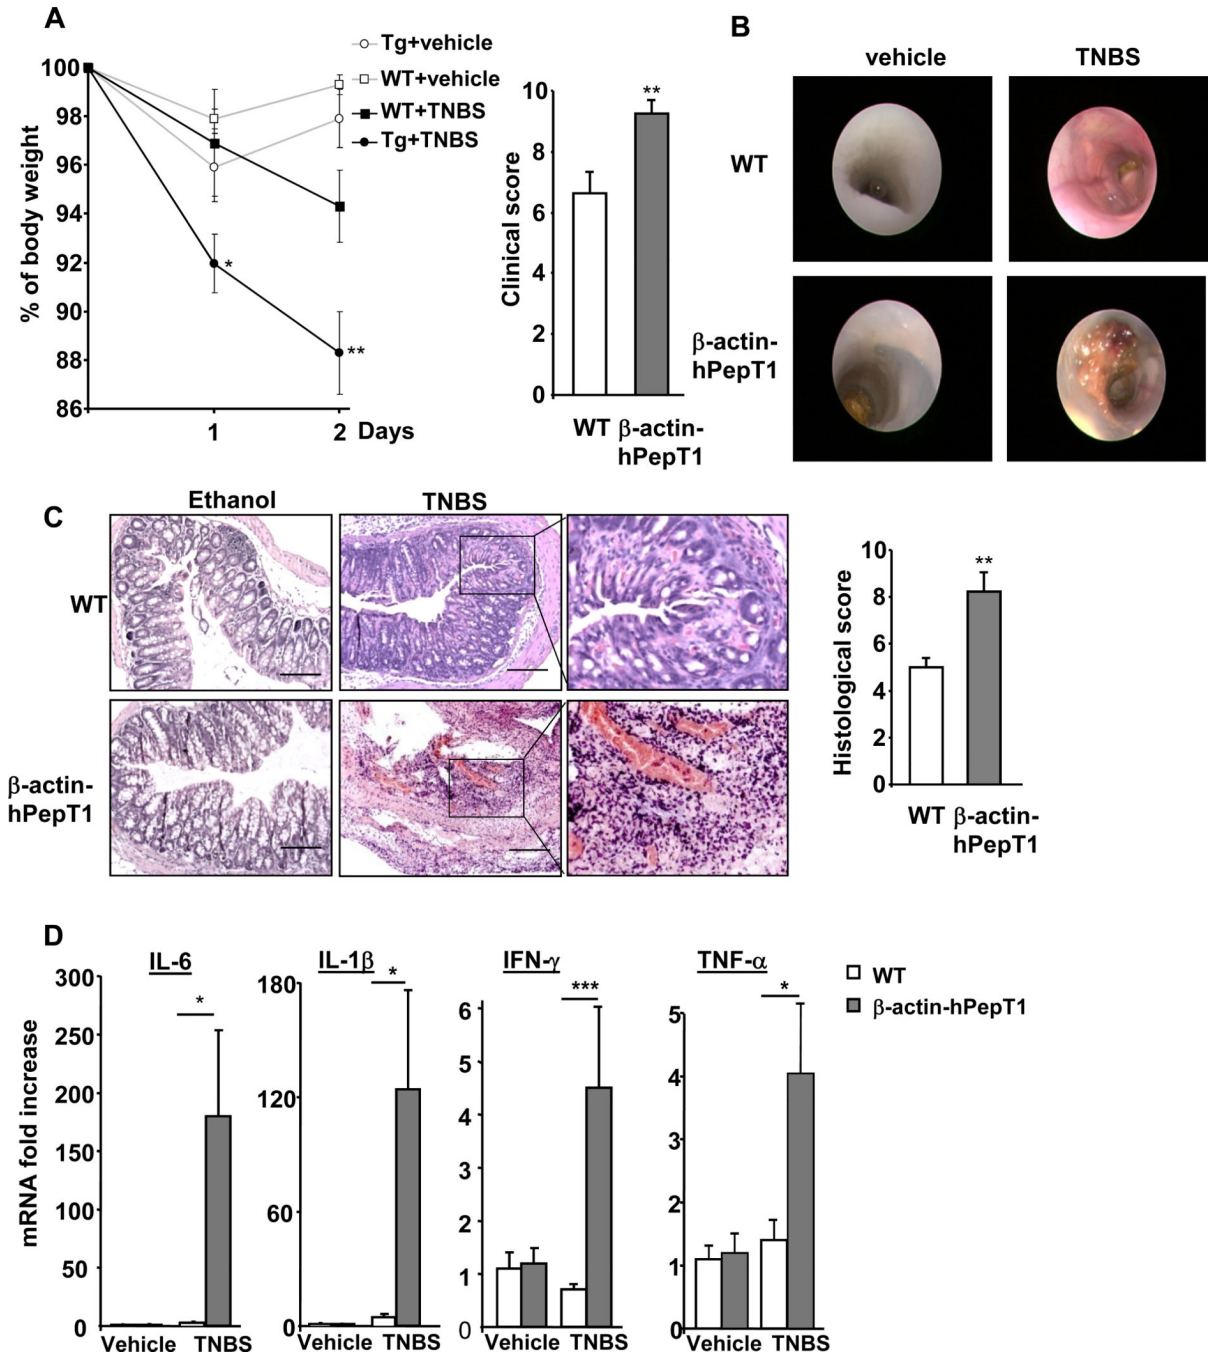 A
Tg+vehicle
WT+vehicle
WT+TNBS
Tg+TNBS
% of body weight
100
98
96
94
92
90
88
86
*
**
1
2
Days
Clinical score
10
8
6
4
2
0
**
WT
β-actin-
hPepT1
B
vehicle
TNBS
WT
β-actin-
hPepT1
C
Ethanol
TNBS
WT
β-actin-
hPepT1
Histological score
10
8
6
4
2
0
**
WT
β-actin-
hPepT1
D
mRNA fold increase
IL-6
300
250
200
150
100
50
0
*
Vehicle TNBS
IL-1β
180
120
60
0
*
Vehicle TNBS
IFN-γ
6
5
4
3
2
1
0
***
Vehicle TNBS
TNF-α
5
4
3
2
1
0
*
Vehicle TNBS
WT
β-actin-hPepT1